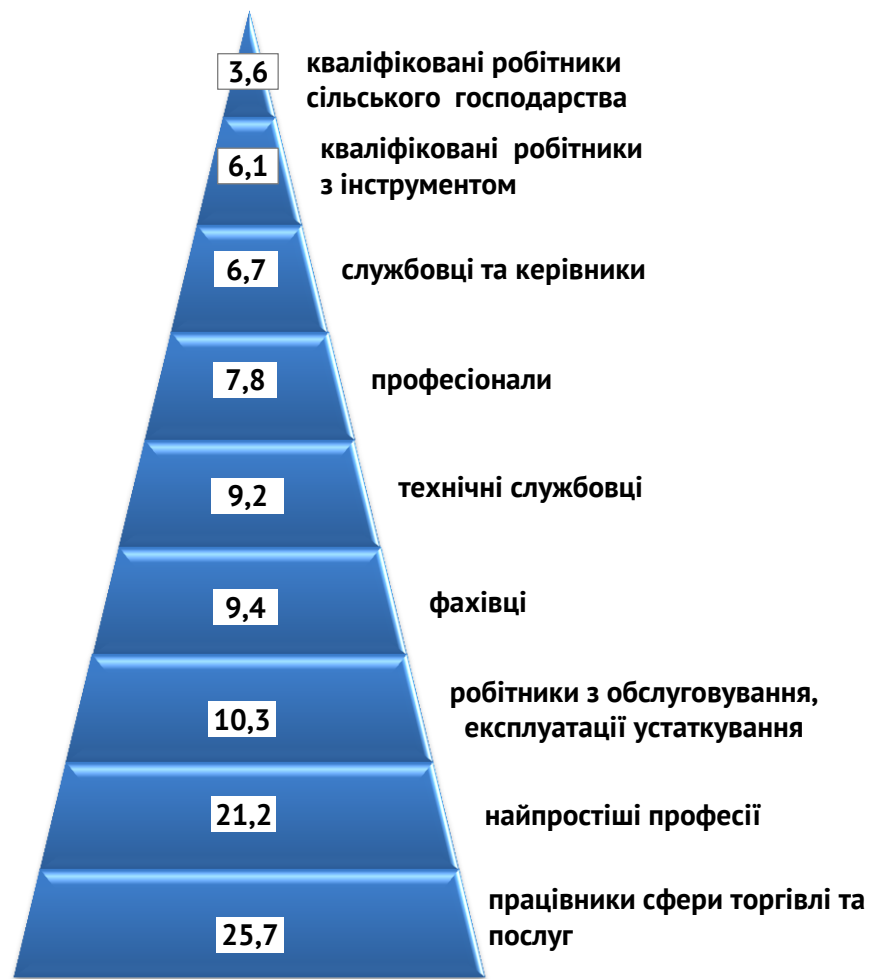 3,6
кваліфіковані робітники
сільського господарства
6,1
кваліфіковані робітники
з інструментом
6,7
службовці та керівники
7,8
професіонали
9,2
технічні службовці
9,4
фахівці
10,3
робітники з обслуговування,
експлуатації устаткування
21,2
найпростіші професії
25,7
працівники сфери торгівлі та
послуг